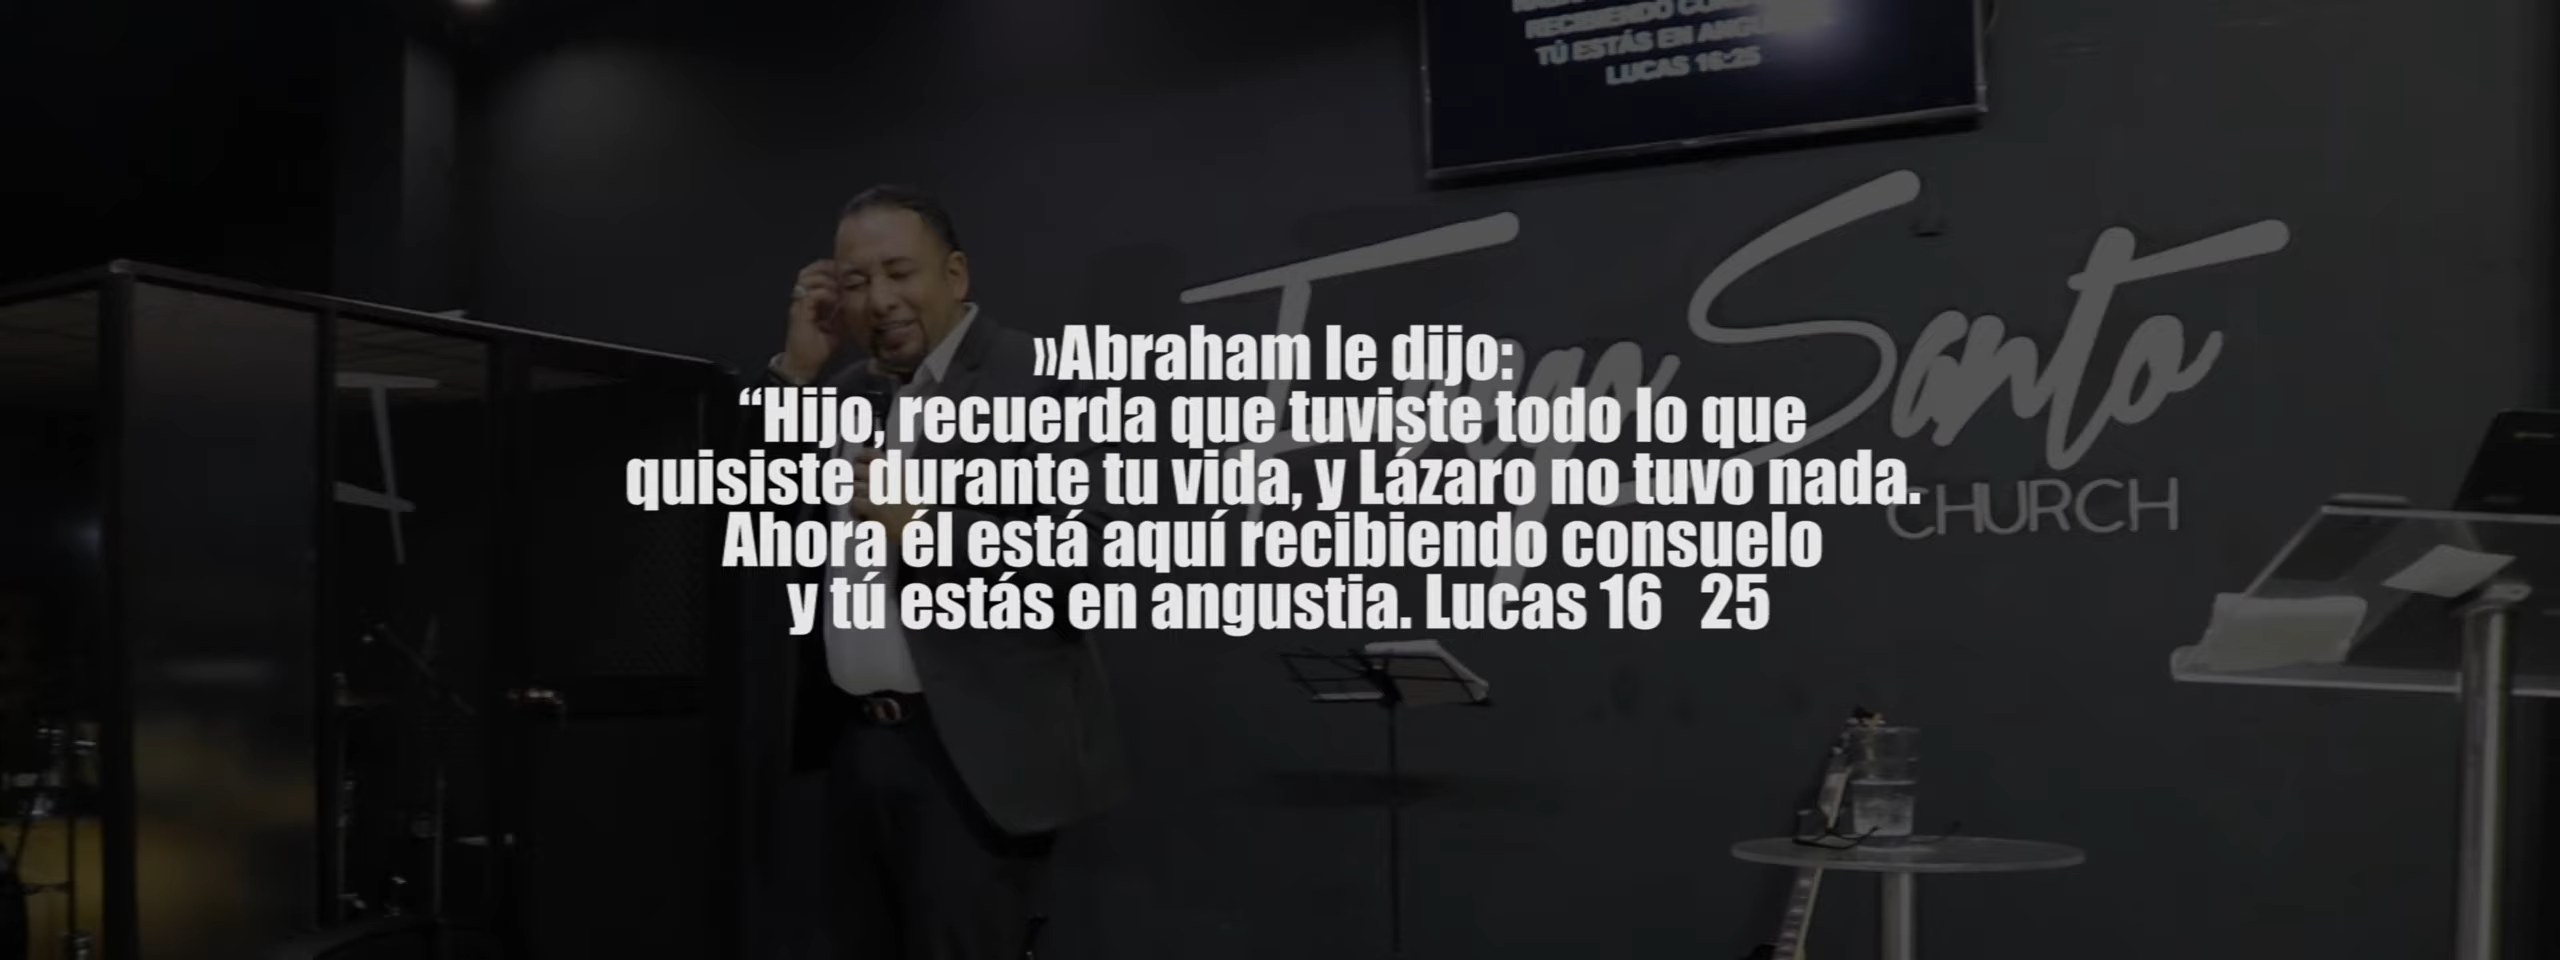 RECIBIENDO
TÚ ESTÁS EN
LUCAS 16:25
Santo
CHURCH
»Abraham le dijo:
“Hijo, recuerda que tuviste todo lo que
quisiste durante tu vida, y Lázaro no tuvo nada.
Ahora él está aquí recibiendo consuelo
y tú estás en angustia. Lucas 16 25